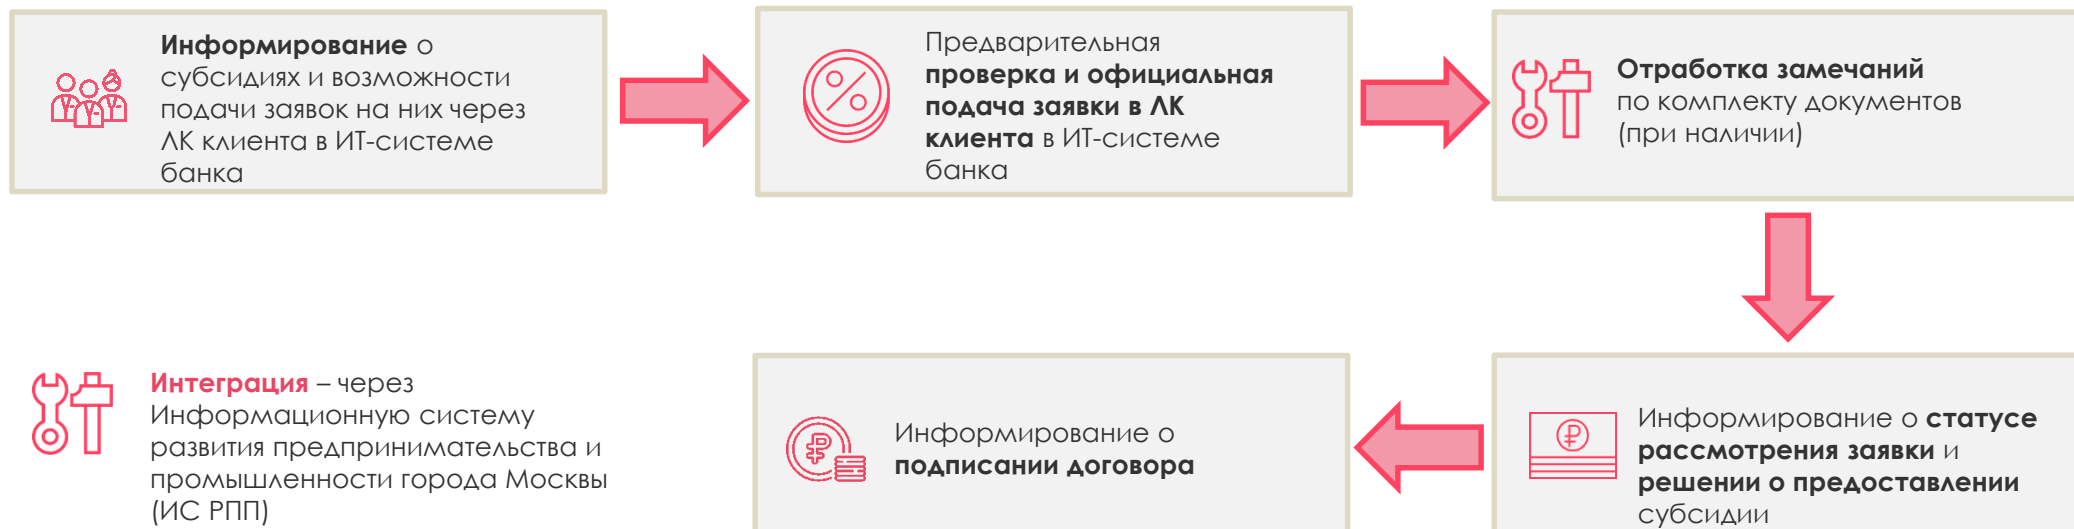 Информирование о
субсидиях и возможности
подачи заявок на них через
ЛК клиента в ИТ-системе
банка
Предварительная
проверка и официальная
подача заявки в ЛК
клиента в ИТ-системе
банка
Отработка замечаний
по комплекту документов
(при наличии)
Информирование о статусе
рассмотрения заявки и
решении о предоставлении
субсидии
Информирование о
подписании договора
Интеграция – через
Информационную систему
развития предпринимательства и
промышленности города Москвы
(ИС РПП)